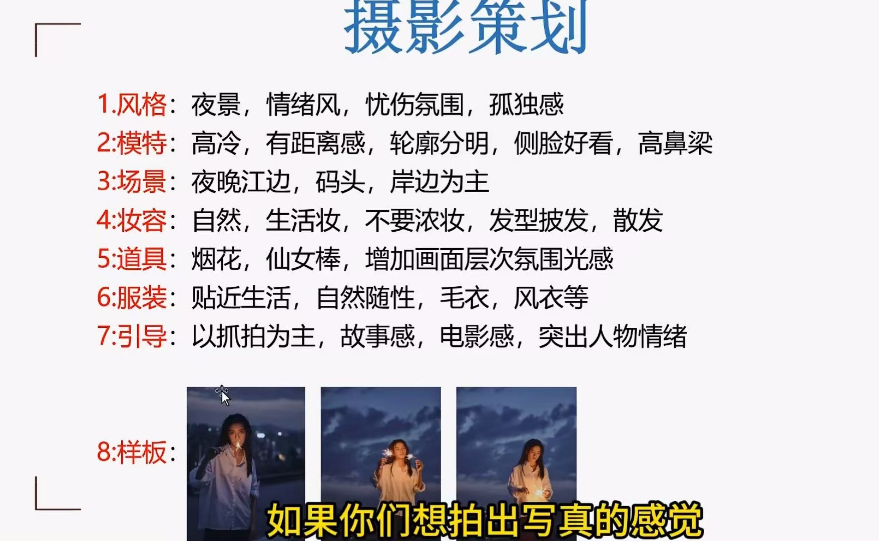 摄影策划
1.风格：夜景，情绪风，忧伤氛围，孤独感
2:模特：高冷，有距离感，轮廓分明，侧脸好看，高鼻梁
3:场景：夜晚江边，码头，岸边为主
4:妆容：自然，生活妆，不要浓妆，发型披发，散发
5:道具：烟花，仙女棒，增加画面层次氛围光感
6:服装：贴近生活，自然随性，毛衣，风衣等
7:引导：以抓拍为主，故事感，电影感，突出人物情绪
8:样板：
如果你们想拍出写真的感觉